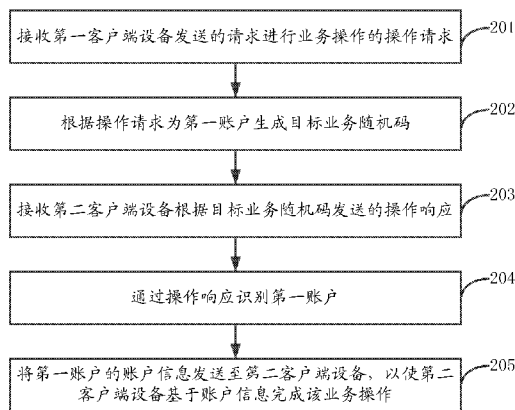 接收第一客户端设备发送的请求进行业务操作的操作请求
201
根据操作请求为第一账户生成目标业务随机码
202
接收第二客户端设备根据目标业务随机码发送的操作响应
203
通过操作响应识别第一账户
204
将第一账户的账户信息发送至第二客户端设备，以使第二
客户端设备基于账户信息完成该业务操作
205